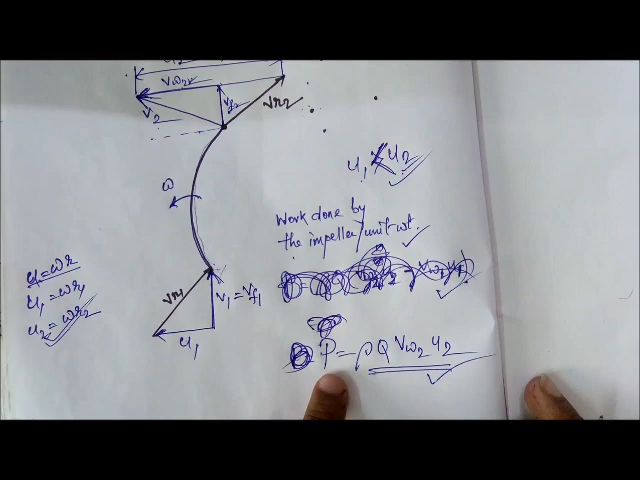 Vw2
Vf2
Vr2
V2
u1 ≠ u2
ω
Work done by
the impeller/unit wt.
u = ωr
u1 = ωr1
u2 = ωr2
Vr1
V1 = Vf1
u1
P = ρ Q Vw2 u2